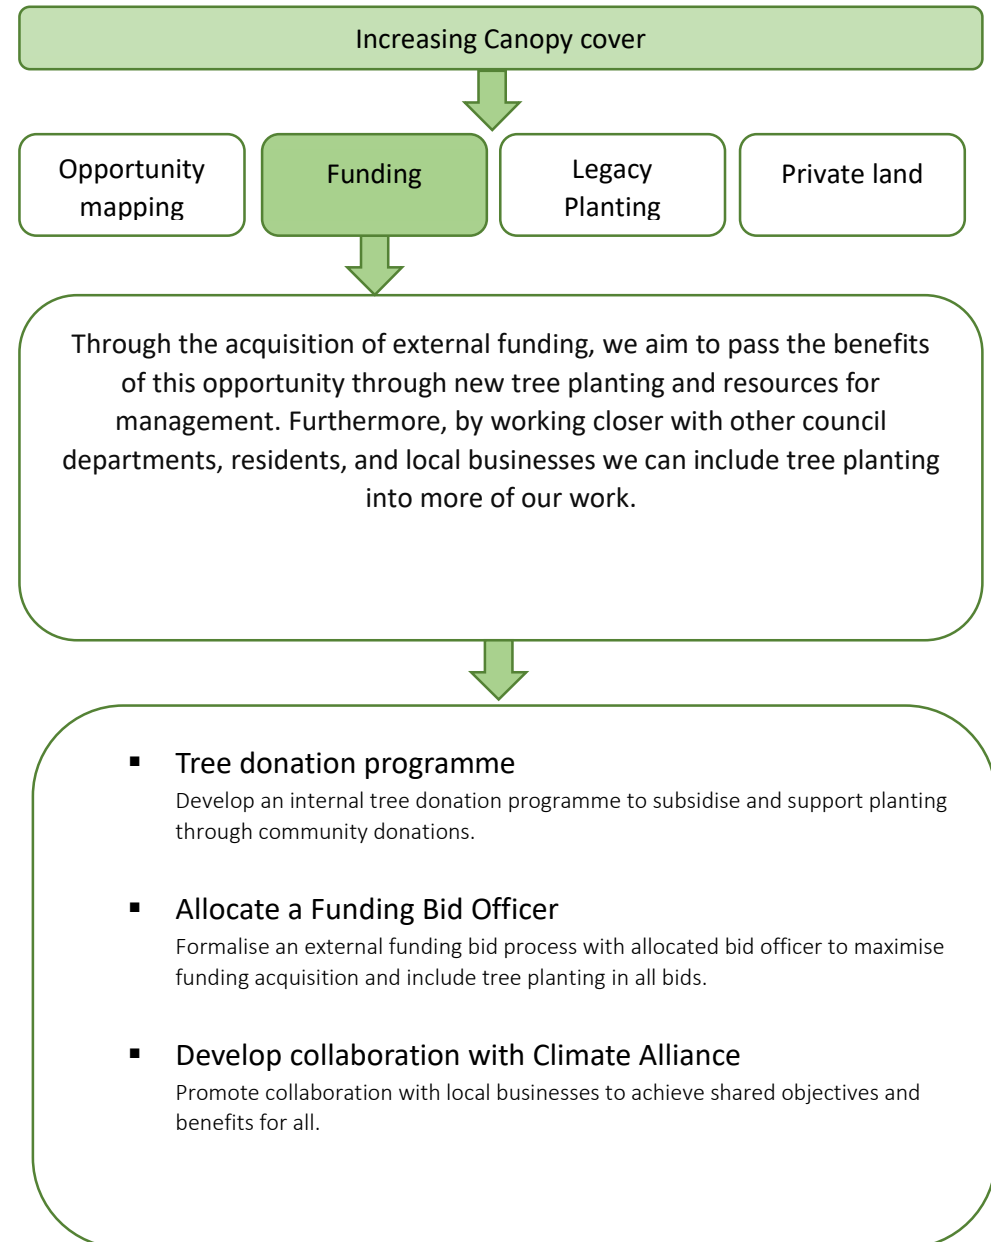 Increasing Canopy cover
Opportunity
mapping
Funding
Legacy
Planting
Private land
Through the acquisition of external funding, we aim to pass the benefits
of this opportunity through new tree planting and resources for
management. Furthermore, by working closer with other council
departments, residents, and local businesses we can include tree planting
into more of our work.
▪ Tree donation programme
Develop an internal tree donation programme to subsidise and support planting
through community donations.
▪ Allocate a Funding Bid Officer
Formalise an external funding bid process with allocated bid officer to maximise
funding acquisition and include tree planting in all bids.
▪ Develop collaboration with Climate Alliance
Promote collaboration with local businesses to achieve shared objectives and
benefits for all.